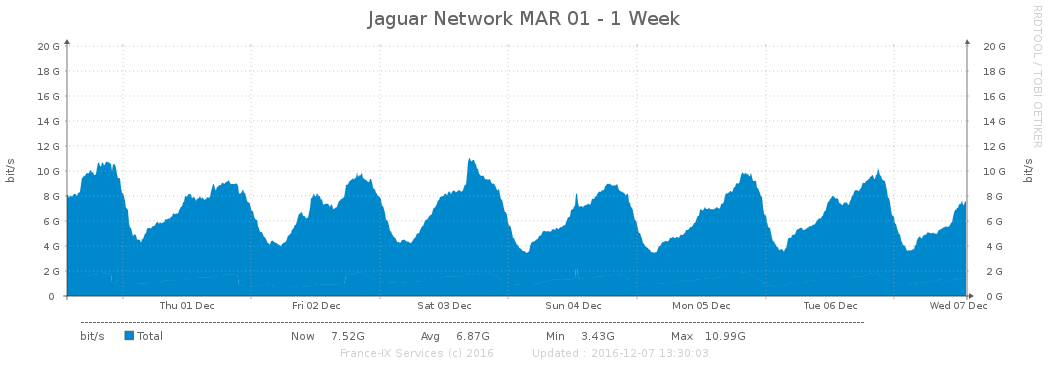 Jaguar Network MAR 01 - 1 Week
RRDTOOL / TOBI OETIKER
20 G 20 G
18 G 18 G
16 G 16 G
14 G 14 G
12 G 12 G
10 G 10 G
8 G 8 G
6 G 6 G
4 G 4 G
2 G 2 G
0 0 G
bit/s
bit/s
Thu 01 Dec Fri 02 Dec Sat 03 Dec Sun 04 Dec Mon 05 Dec Tue 06 Dec Wed 07 Dec
bit/s Total Now 7.52G Avg 6.87G Min 3.43G Max 10.99G
France-IX Services (c) 2016 Updated : 2016-12-07 13:30:03